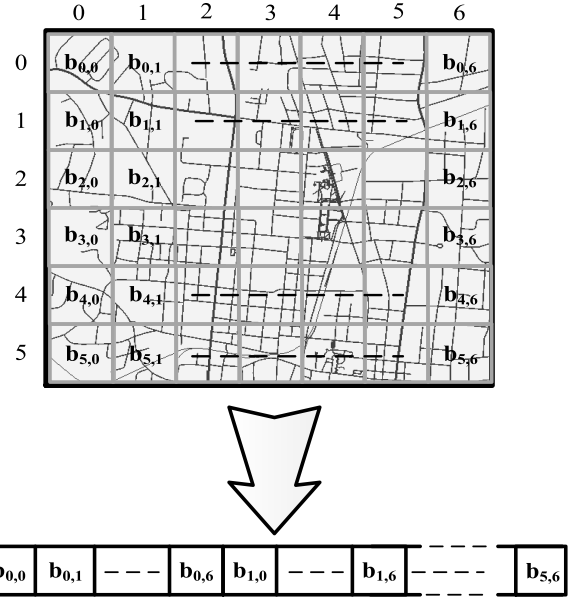 0 1 2 3 4 5 6
0 b0,0 b0,1 b0,6
1 b1,0 b1,1 b1,6
2 b2,0 b2,1 b2,6
3 b3,0 b3,1 b3,6
4 b4,0 b4,1 b4,6
5 b5,0 b5,1 b5,6
b0,0 b0,1 b0,6 b1,0 b1,6 b5,6